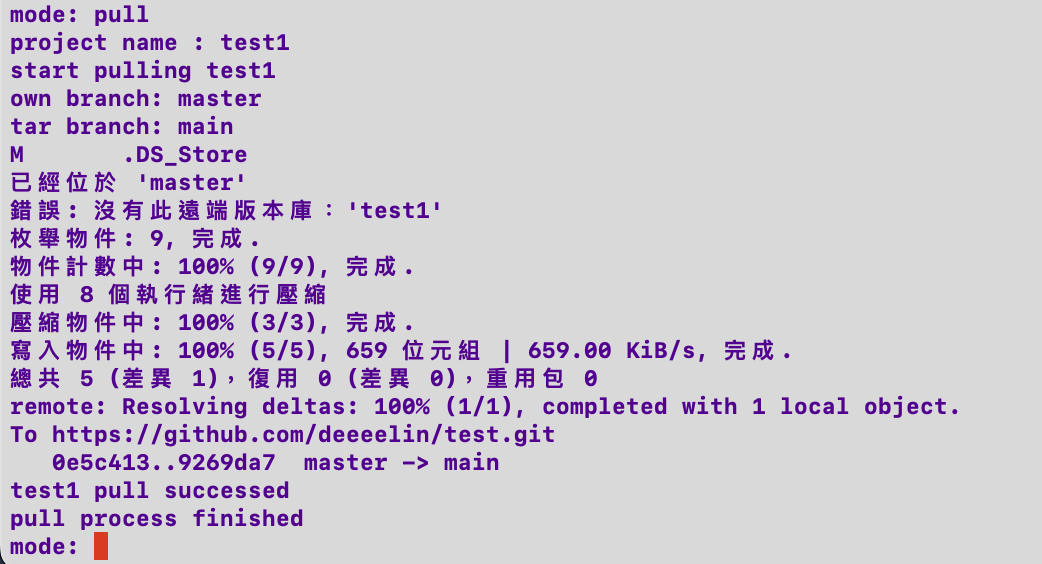 mode: pull
project name : test1
start pulling test1
own branch: master
tar branch: main
M       .DS_Store
已經位於 'master'
錯誤: 沒有此遠端版本庫：'test1'
枚舉物件: 9, 完成.
物件計數中: 100% (9/9), 完成.
使用 8 個執行緒進行壓縮
壓縮物件中: 100% (3/3), 完成.
寫入物件中: 100% (5/5), 659 位元組 | 659.00 KiB/s, 完成.
總共 5 (差異 1)，復用 0 (差異 0)，重用包 0
remote: Resolving deltas: 100% (1/1), completed with 1 local object.
To https://github.com/deeeelin/test.git
   0e5c413..9269da7  master -> main
test1 pull successed
pull process finished
mode: